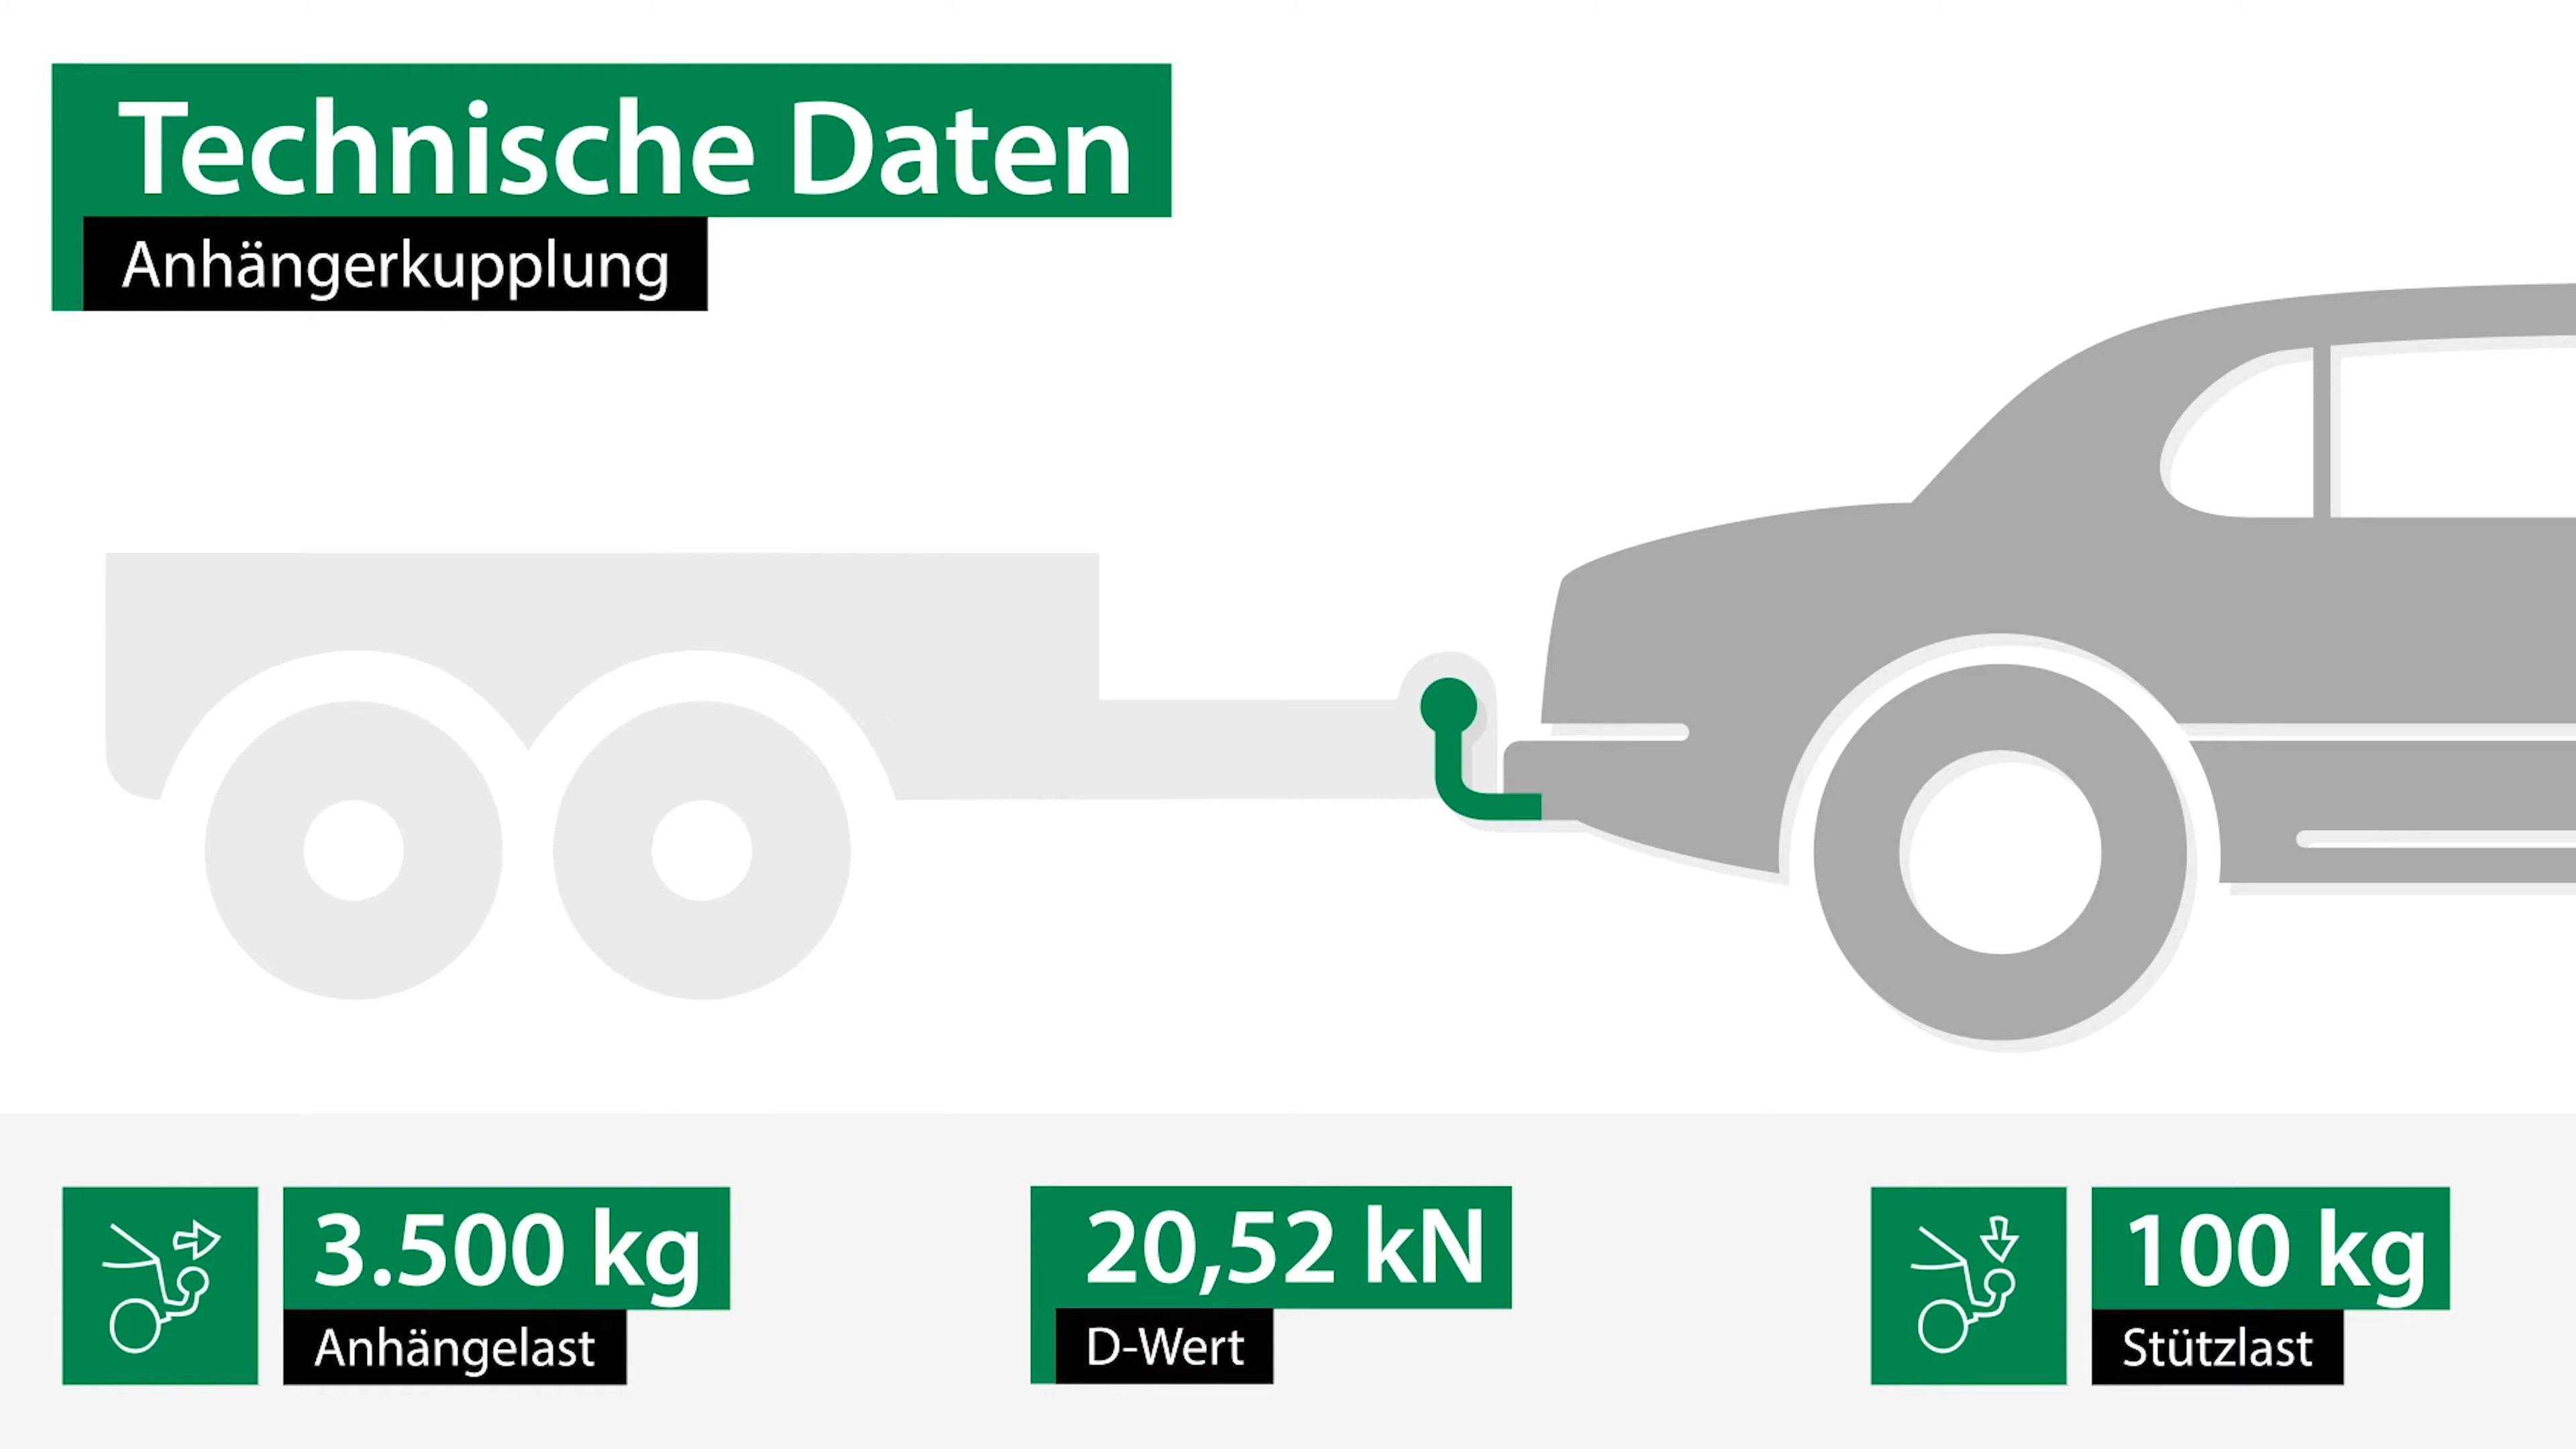 Technische Daten
Anhängerkupplung
3.500 kg
Anhängelast
20,52 kN
D-Wert
100 kg
Stützlast